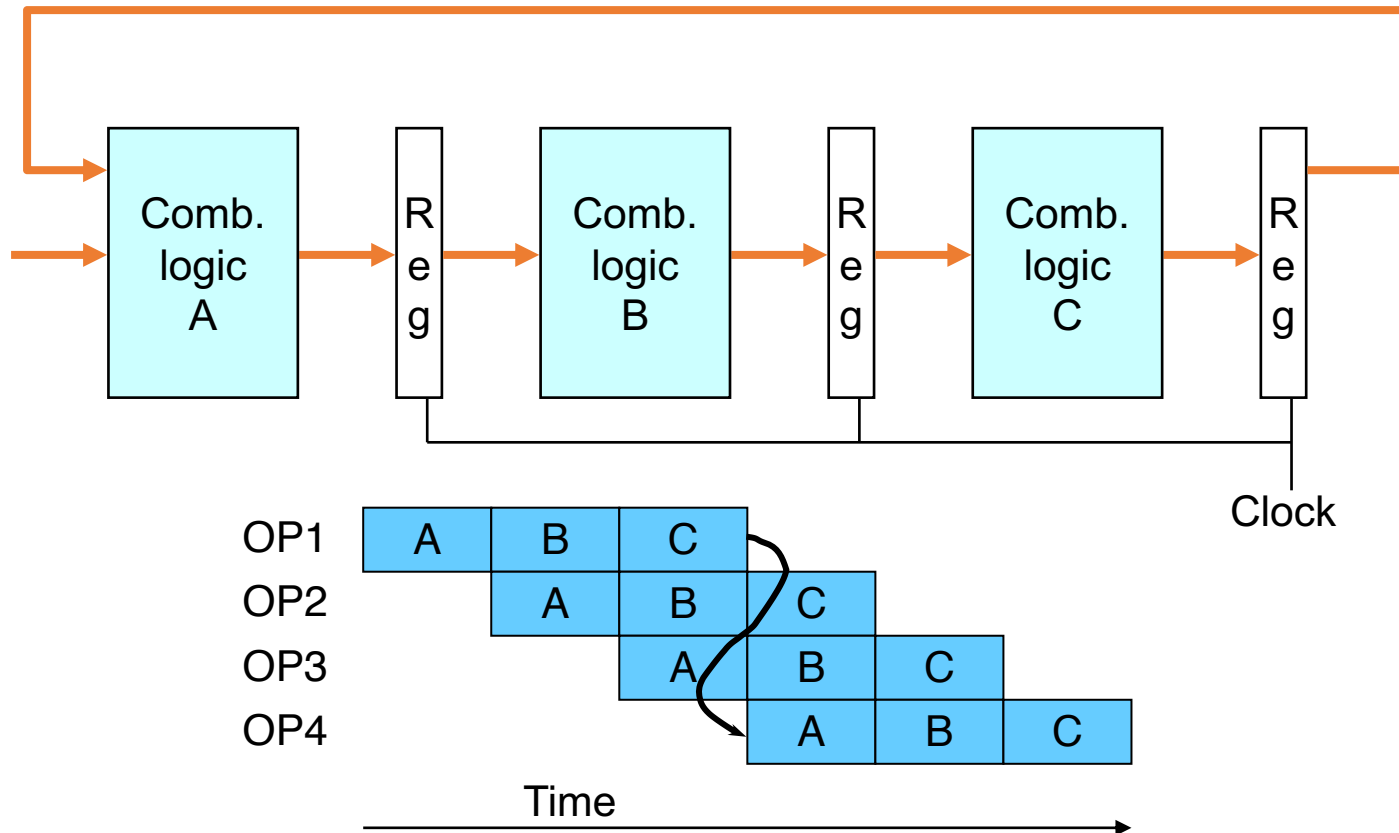 Comb.
logic
A
R
e
g
Comb.
logic
B
R
e
g
Comb.
logic
C
R
e
g
Clock
OP1 A B C
OP2 A B C
OP3 A B C
OP4 A B C
Time